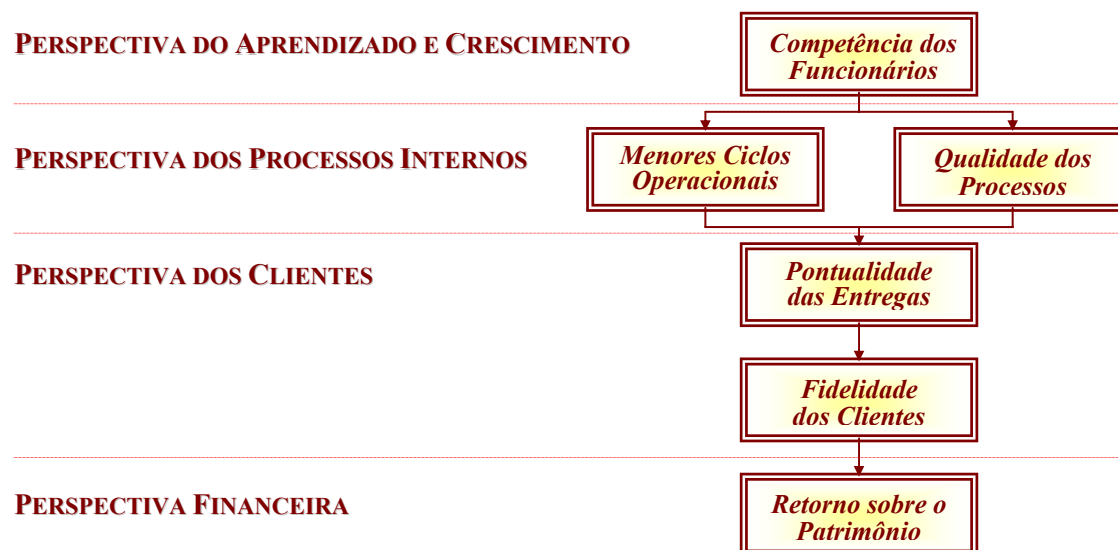 PERSPECTIVA DO APRENDIZADO E CRESCIMENTO
Competência dos
Funcionários
PERSPECTIVA DOS PROCESSOS INTERNOS
Menores Ciclos
Operacionais
Qualidade dos
Processos
PERSPECTIVA DOS CLIENTES
Pontualidade
das Entregas
Fidelidade
dos Clientes
PERSPECTIVA FINANCEIRA
Retorno sobre o
Patrimônio